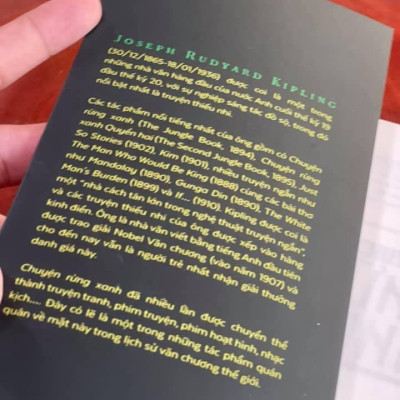 JOSEPH RUDYARD KIPLING
(30/12/1865-18/01/1936) được coi là một trong
những nhà văn hàng đầu của nước Anh cuối thế kỷ 19
đầu thế kỷ 20, với sự nghiệp sáng tác đồ sộ, trong đó
nổi bật nhất là truyện thiếu nhi.
Các tác phẩm nổi tiếng nhất của ông gồm có Chuyện
rừng xanh (The Jungle Book, 1894), Chuyện rừng
xanh Quyển hai (The Second Jungle Book, 1895), Just
So Stories (1902), Kim (1901), nhiều truyện ngắn, như
The Man Who Would Be King (1888) cùng các bài thơ
như Mandalay (1890), Gunga Din (1890), The White
Man's Burden (1899) và If— (1910). Kipling được coi là
một "nhà cách tân lớn trong nghệ thuật truyện ngắn",
và các truyện thiếu nhi của ông được xếp vào hàng
kinh điển. Ông là nhà văn viết bằng tiếng Anh đầu tiên
được trao giải Nobel Văn chương (vào năm 1907) và
cho đến nay vẫn là người trẻ nhất nhận giải thưởng
danh giá này.
Chuyện rừng xanh đã nhiều lần được chuyển thể
thành truyện tranh, phim truyện, phim hoạt hình, nhạc
kịch,... Đây có lẽ là một trong những tác phẩm quán
quân về mặt này trong lịch sử văn chương thế giới.